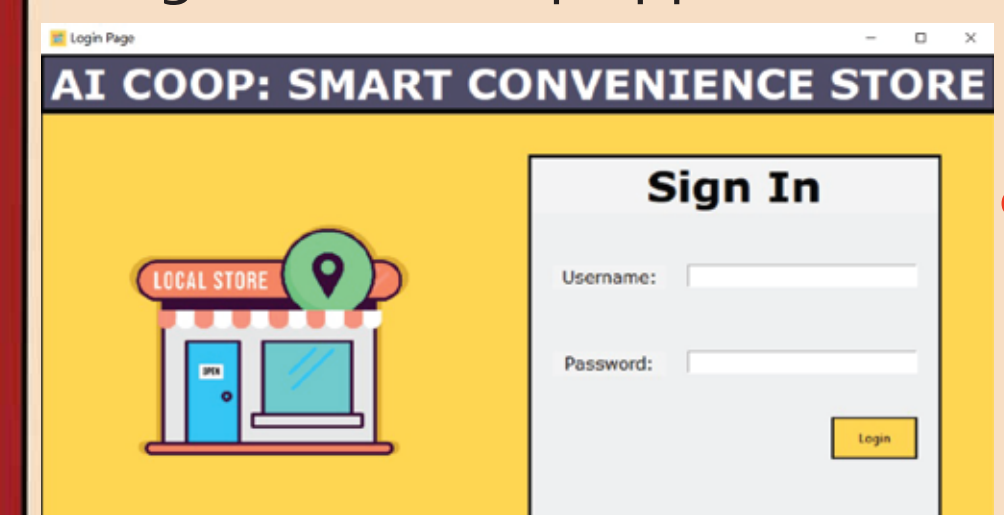 Login Page
AI COOP: SMART CONVENIENCE STORE
Sign In
LOCAL STORE
Username:
OPEN
Password:
Login